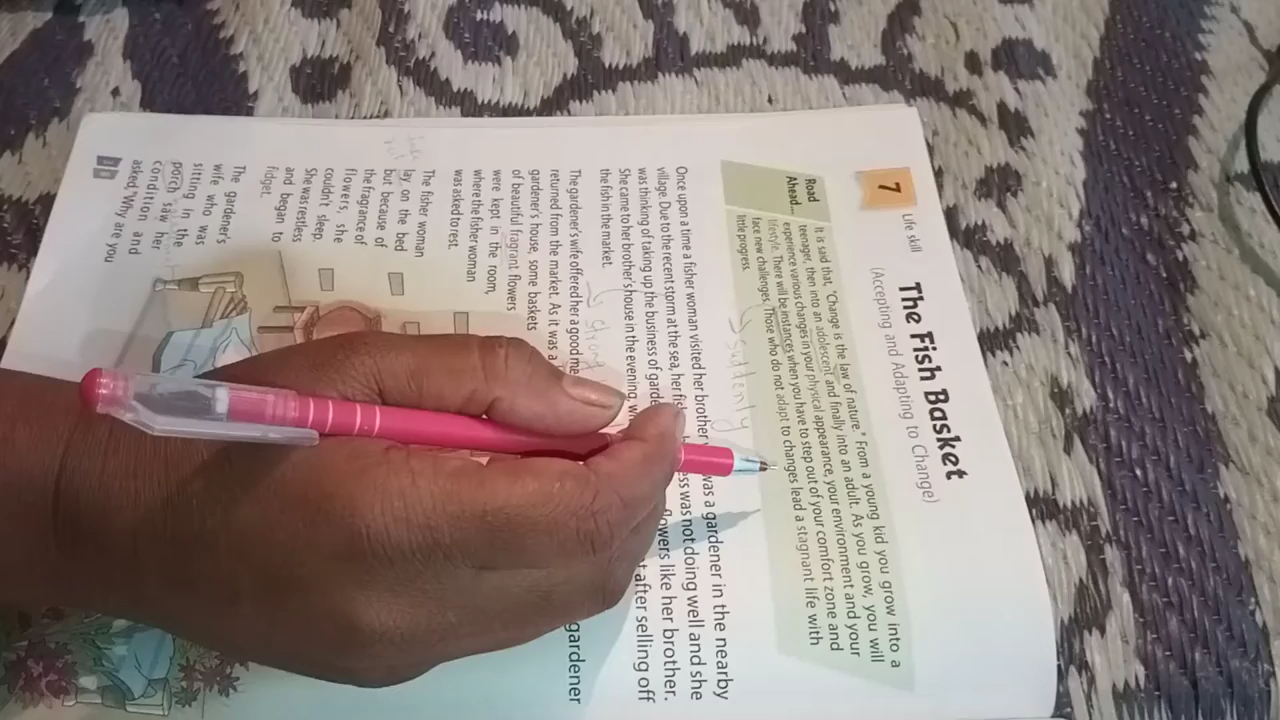 7
Life skill
The Fish Basket
(Accepting and Adapting to Change)
Road
Ahead...
It is said that, "Change is the law of nature." From a young kid you grow into a
teenager, then into an adolescent and finally into an adult. As you grow, you will
experience various changes in your physical appearance, your environment and your
lifestyle. There will be instances when you have to step out of your comfort zone and
face new challenges. Those who do not adapt to changes lead a stagnant life with
little progress.
suddenly
Once upon a time a fisher woman visited her brother was a gardener in the nearby
village. Due to the recent storm at the sea, her was not doing well and she
was thinking of taking up the business of flowers like her brother.
She came to her brother's house in the evening, after selling off
the fish in the market.
The gardener's wife offered her a good gardener
returned from the market. As it was a
gardener's house, some baskets
of beautiful fragrant flowers
were kept in the room,
where the fisher woman
was asked to rest.
The fisher woman
lay on the bed
but because of
the fragrance of
flowers, she
couldn't sleep.
She was restless
and began to
fidget.
The gardener's
wife who was
sitting in the
porch saw her
condition and
asked, "Why are you